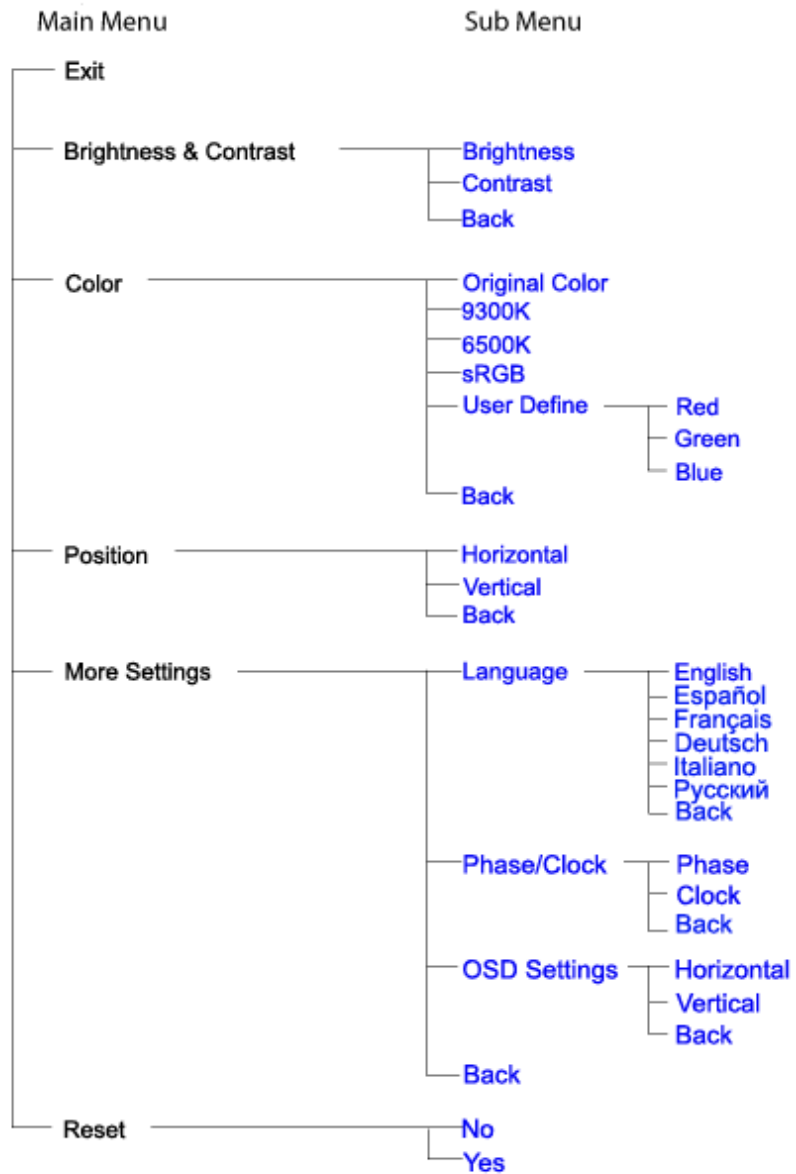 Main Menu Sub Menu
Exit
Brightness & Contrast Brightness
Contrast
Back
Color Original Color
9300K
6500K
sRGB
User Define Red
Green
Blue
Back
Position Horizontal
Vertical
Back
More Settings Language English
Español
Français
Deutsch
Italiano
Русский
Back
Phase/Clock Phase
Clock
Back
OSD Settings Horizontal
Vertical
Back
Back
Reset No
Yes